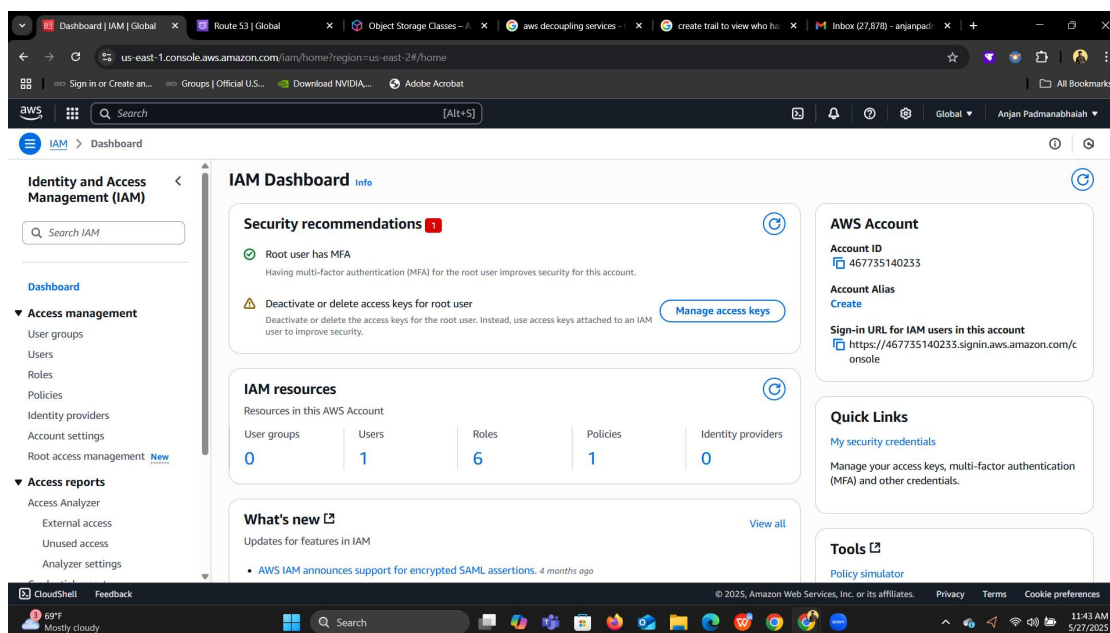 Dashboard | IAM | Global
Route 53 | Global
Object Storage Classes – A
aws decoupling services -
create trail to view who ha
Inbox (27,878) - anjanpad
us-east-1.console.aws.amazon.com/iam/home?region=us-east-2#/home
Sign in or Create an...
Groups | Official U.S...
Download NVIDIA,...
Adobe Acrobat
All Bookmarks
aws
Search
[Alt+S]
Global
Anjan Padmanabhaiah
IAM > Dashboard
Identity and Access
Management (IAM)
Search IAM
Dashboard
Access management
User groups
Users
Roles
Policies
Identity providers
Account settings
Root access management New
Access reports
Access Analyzer
External access
Unused access
Analyzer settings
IAM Dashboard Info
Security recommendations 1
Root user has MFA
Having multi-factor authentication (MFA) for the root user improves security for this account.
Deactivate or delete access keys for root user
Deactivate or delete the access keys for the root user. Instead, use access keys attached to an IAM
user to improve security.
Manage access keys
IAM resources
Resources in this AWS Account
User groups
Users
Roles
Policies
Identity providers
0
1
6
1
0
What's new
View all
Updates for features in IAM
• AWS IAM announces support for encrypted SAML assertions. 4 months ago
AWS Account
Account ID
467735140233
Account Alias
Create
Sign-in URL for IAM users in this account
https://467735140233.signin.aws.amazon.com/c
onsole
Quick Links
My security credentials
Manage your access keys, multi-factor authentication
(MFA) and other credentials.
Tools
Policy simulator
CloudShell
Feedback
© 2025, Amazon Web Services, Inc. or its affiliates.
Privacy
Terms
Cookie preferences
3
69°F
Mostly cloudy
Search
zoom
11:43 AM
5/27/2025